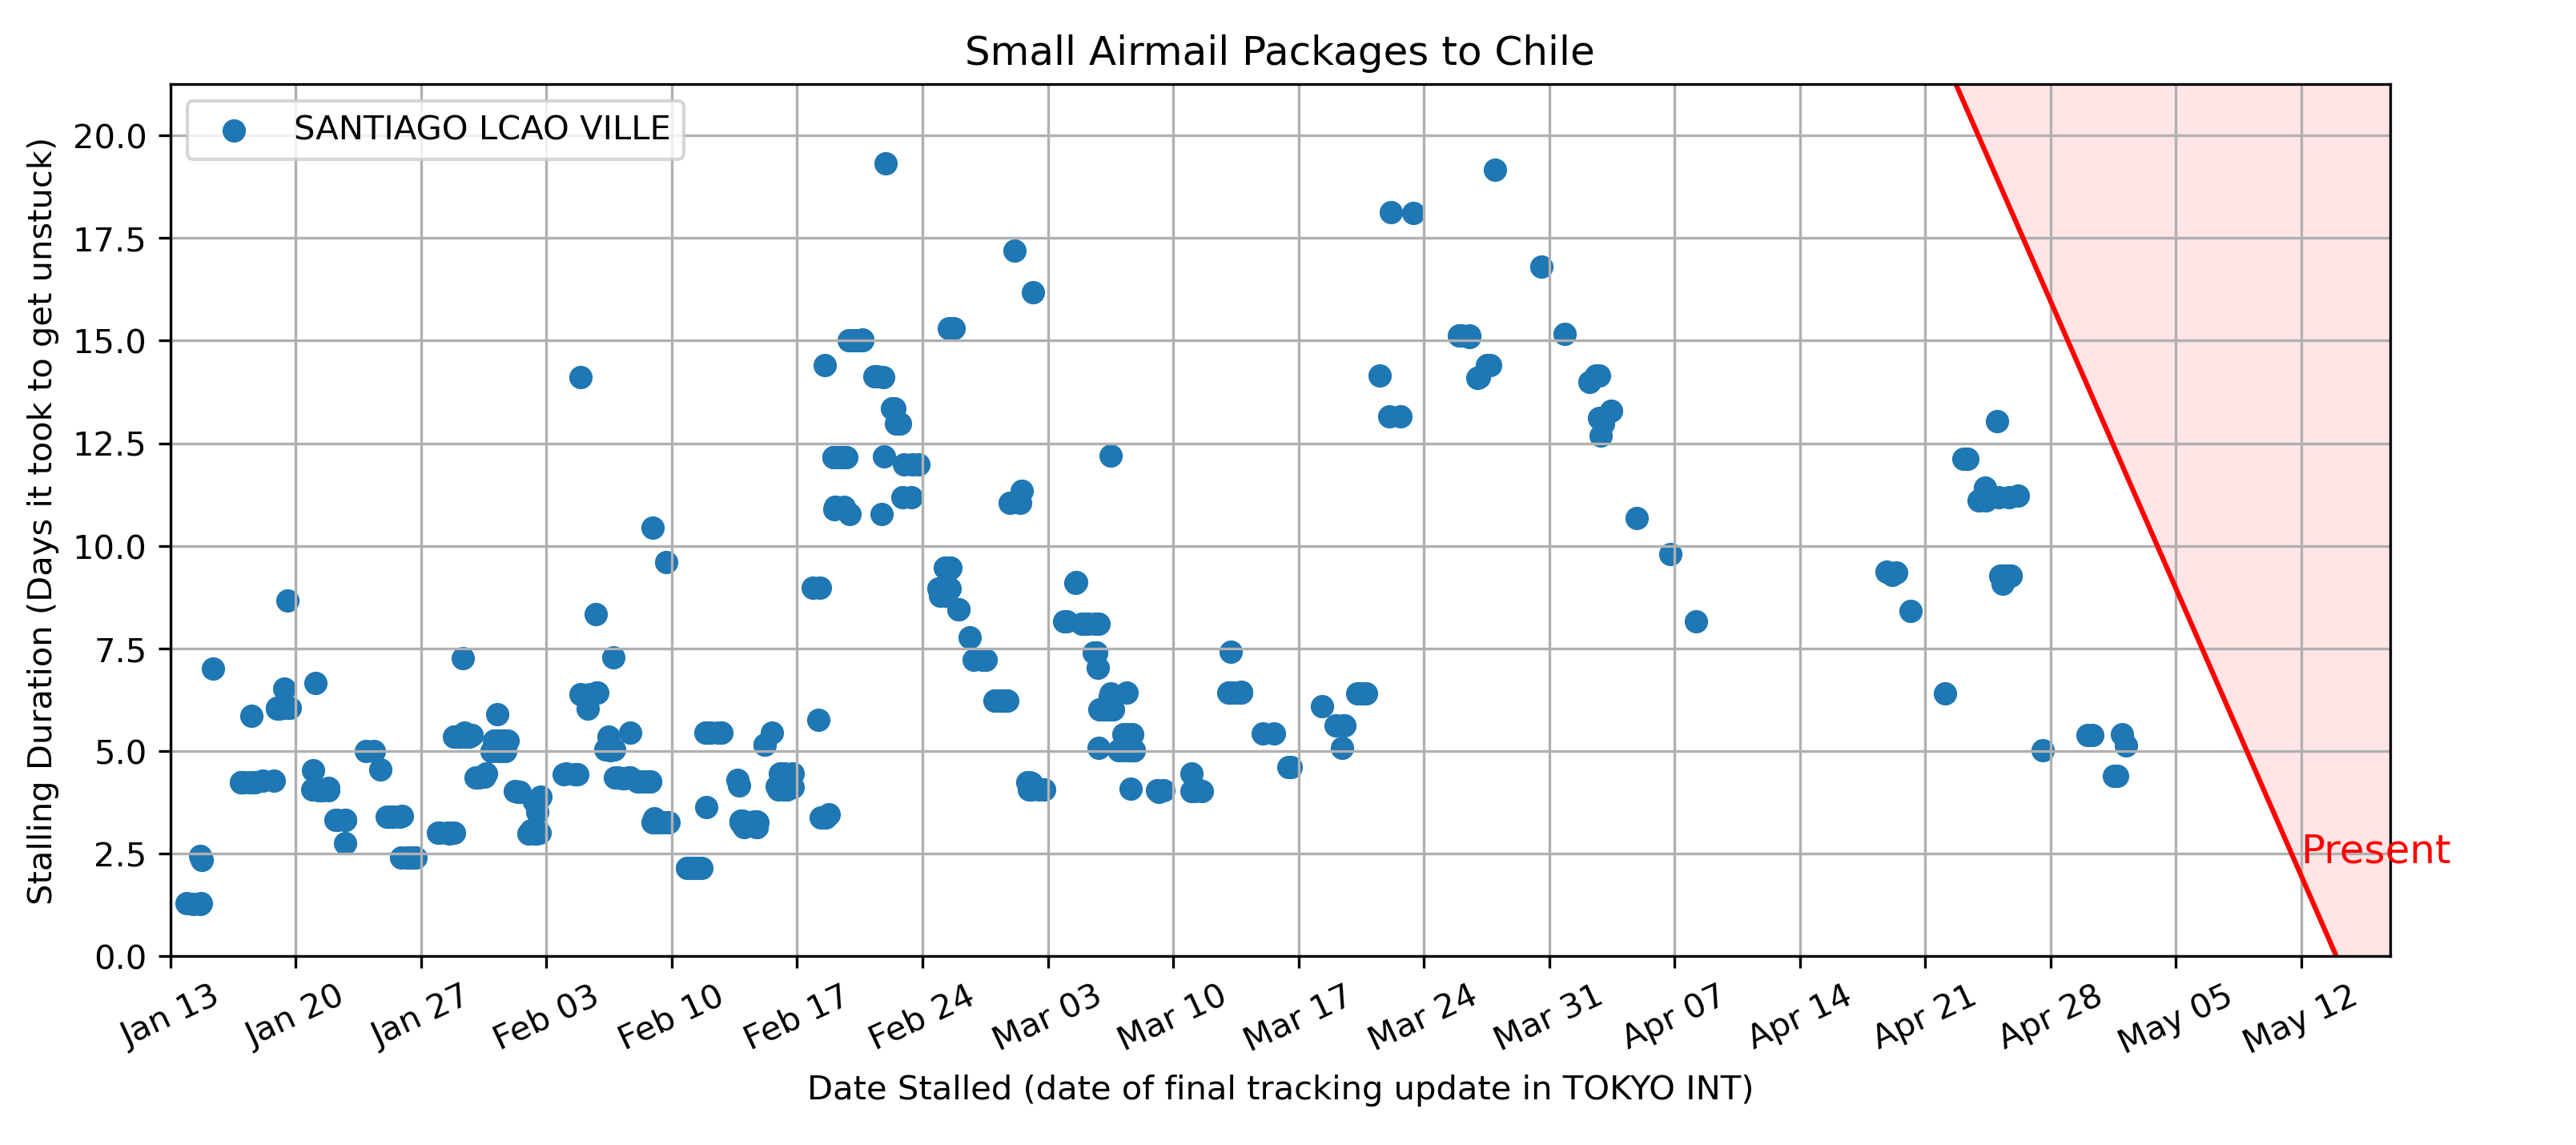 Small Airmail Packages to Chile
SANTIAGO LCAO VILLE
Stalling Duration (Days it took to get unstuck)
20.0
17.5
15.0
12.5
10.0
7.5
5.0
2.5
0.0
Present
Jan 13
Jan 20
Jan 27
Feb 03
Feb 10
Feb 17
Feb 24
Mar 03
Mar 10
Mar 17
Mar 24
Mar 31
Apr 07
Apr 14
Apr 21
Apr 28
May 05
May 12
Date Stalled (date of final tracking update in TOKYO INT)